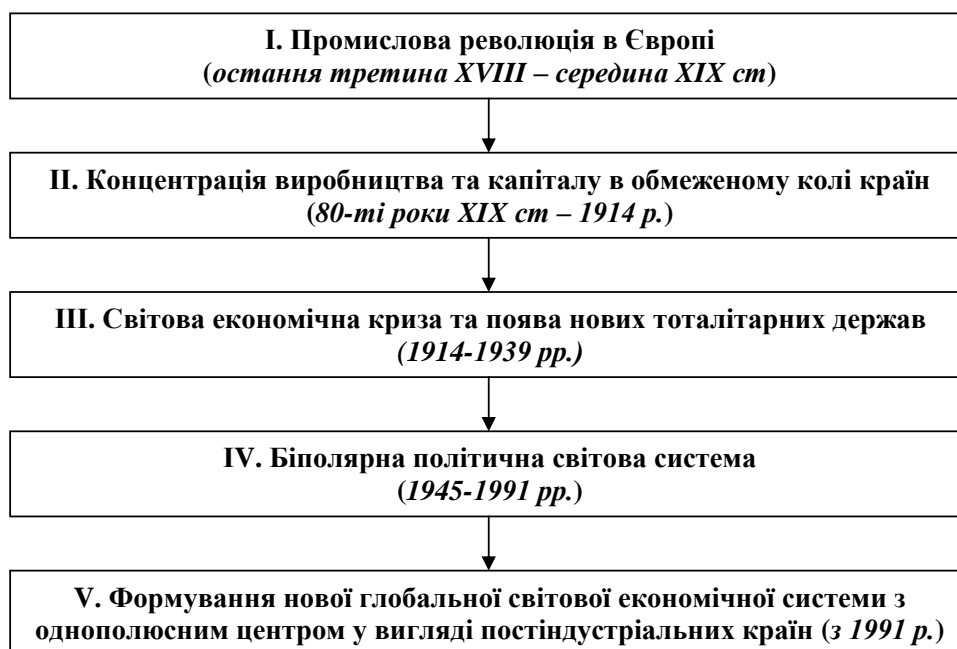 І. Промислова революція в Європі
(остання третина XVIII – середина XIX ст)
ІІ. Концентрація виробництва та капіталу в обмеженому колі країн
(80-ті роки XIX ст – 1914 р.)
ІІІ. Світова економічна криза та поява нових тоталітарних держав
(1914-1939 рр.)
IV. Біполярна політична світова система
(1945-1991 рр.)
V. Формування нової глобальної світової економічної системи з
однополюсним центром у вигляді постіндустріальних країн (з 1991 р.)